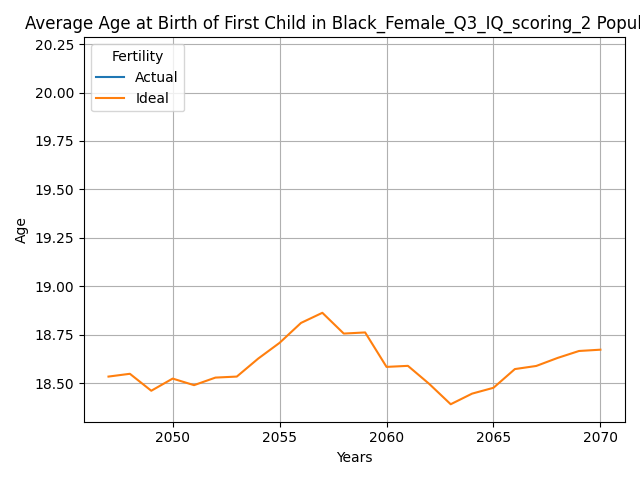 Average Age at Birth of First Child in Black_Female_Q3_IQ_scoring_2 Popul
Fertility
Actual
Ideal
20.25
20.00
19.75
19.50
19.25
19.00
18.75
18.50
Age
2050 2055 2060 2065 2070
Years